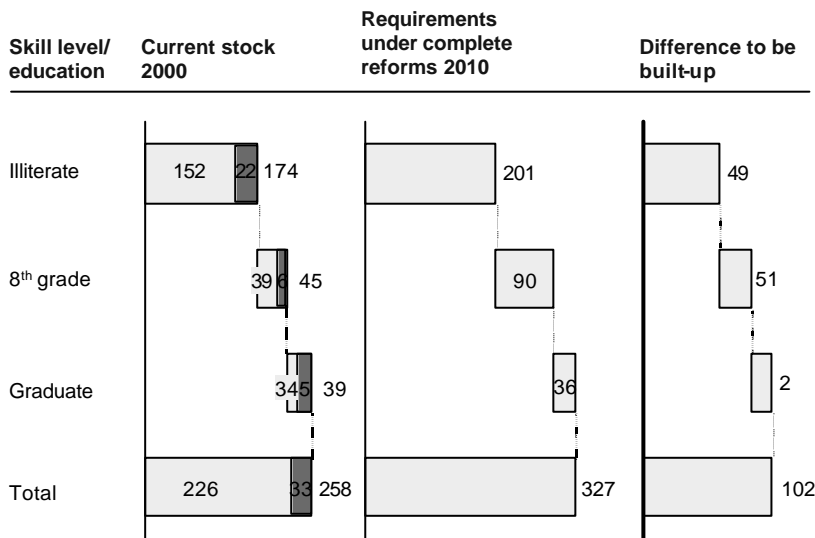 Skill level/
education
Current stock
2000
Requirements
under complete
reforms 2010
Difference to be
built-up
Illiterate
152 22 174
201
49
8th grade
39 6 45
90
51
Graduate
34 5 39
36
2
Total
226 33 258
327
102